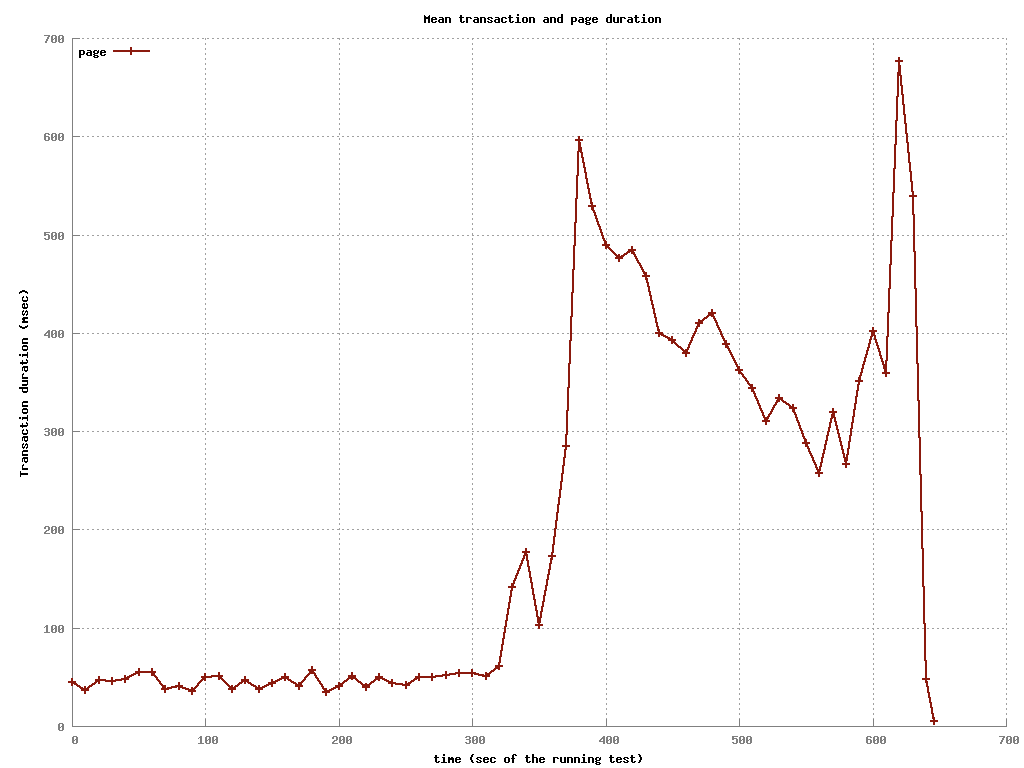 Mean transaction and page duration
700
page
600
500
400
300
200
100
0
Transaction duration (msec)
0 100 200 300 400 500 600 700
time (sec of the running test)